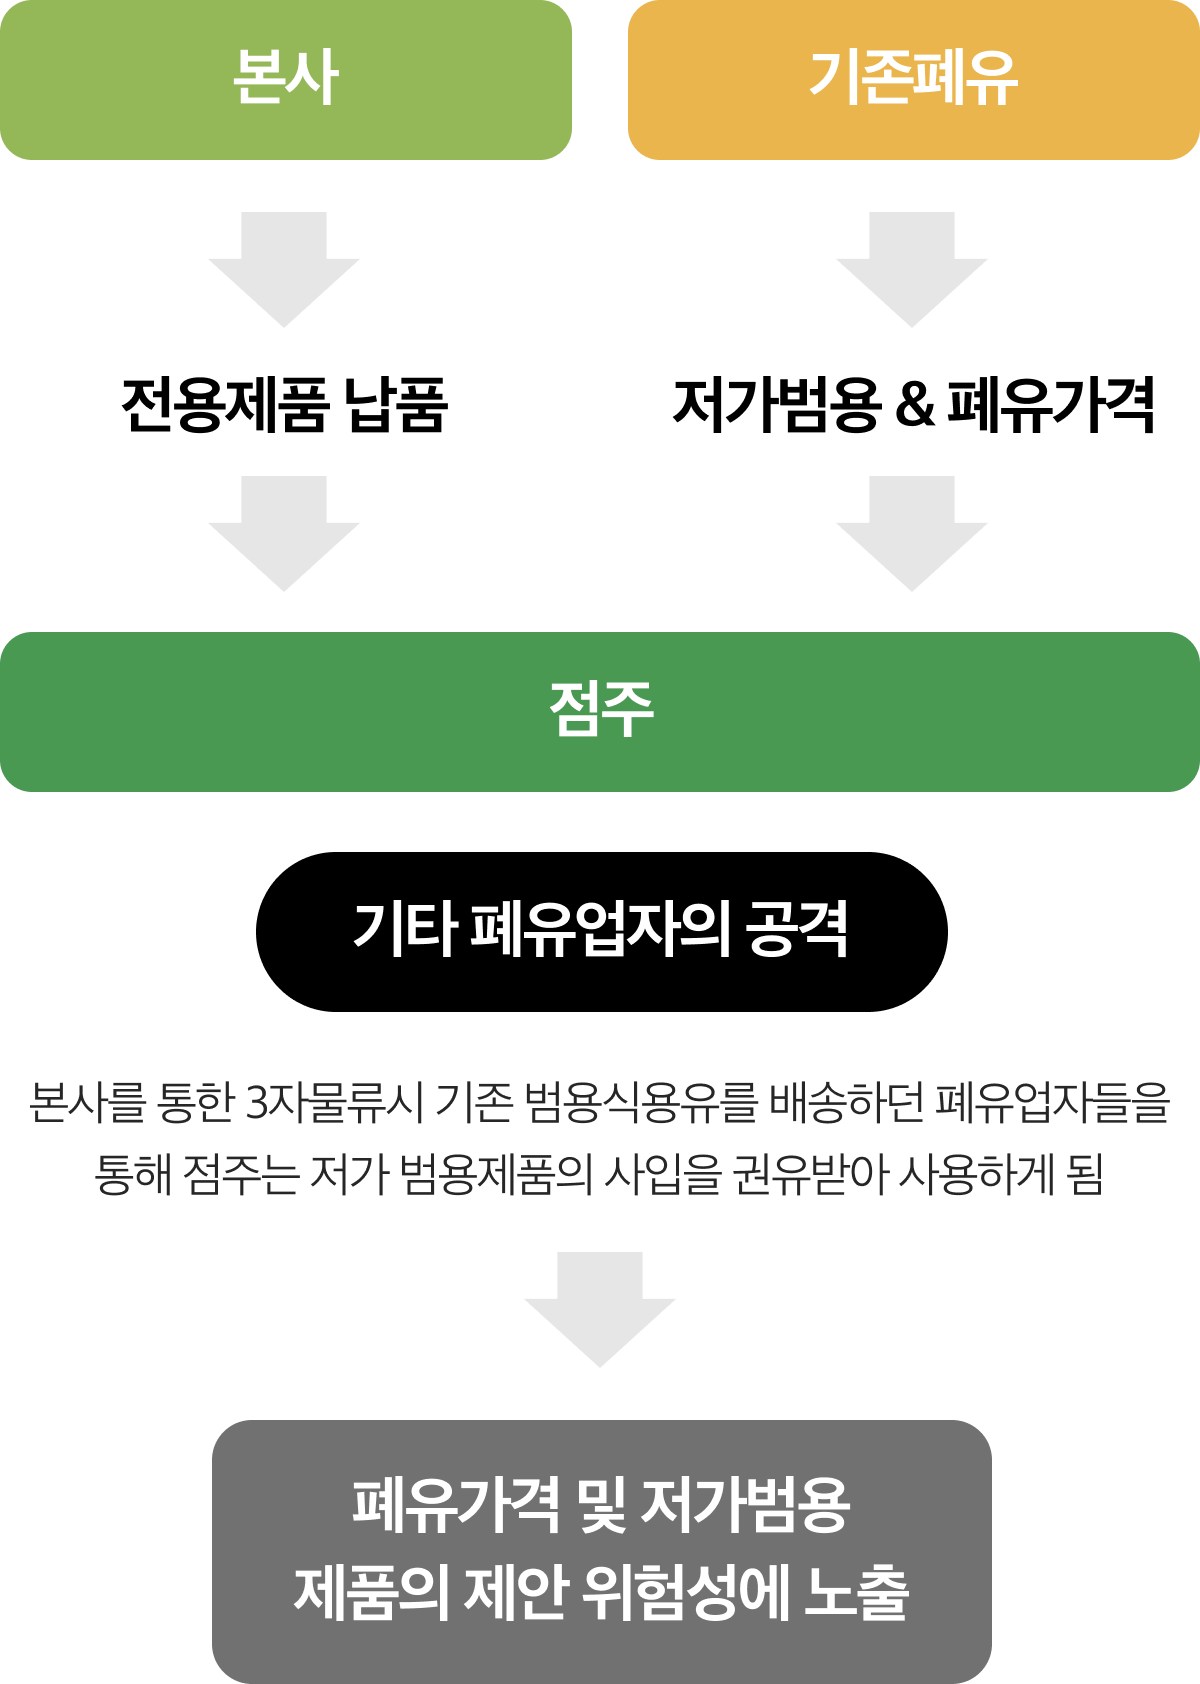 본사
기존폐유
전용제품 납품
저가범용 & 폐유가격
점주
기타 폐유업자의 공격
본사를 통한 3자물류시 기존 범용식용유를 배송하던 폐유업자들을
통해 점주는 저가 범용제품의 사입을 권유받아 사용하게 됨
폐유가격 및 저가범용
제품의 제안 위험성에 노출